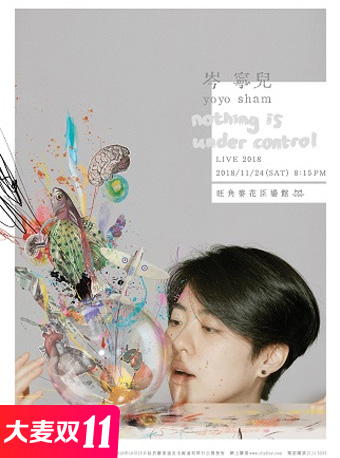 岑 寧兒
yoyo sham
nothing is
under control
LIVE 2018
2018/11/24(SAT) 8:15PM
旺角麥花臣場館
大麦双11